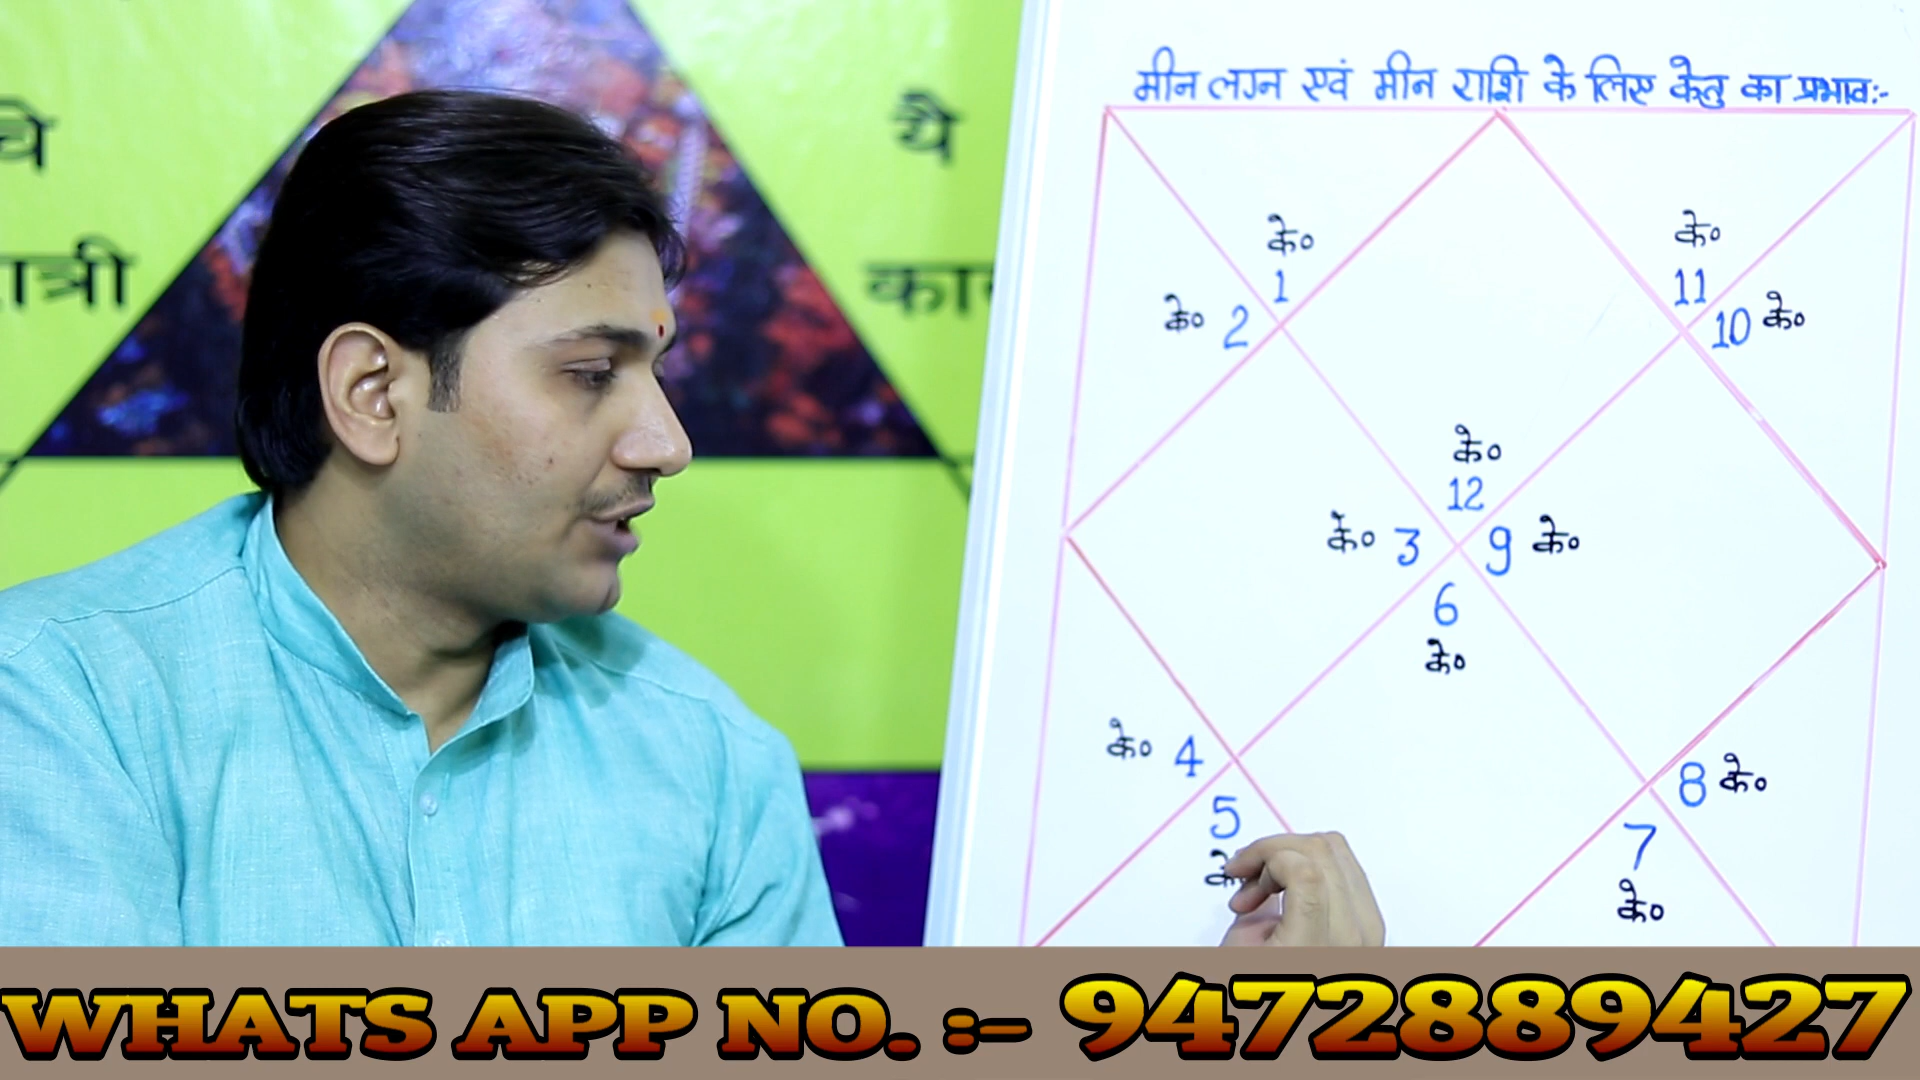 मीन लग्न एवं मीन राशि के लिए केतु का प्रभाव:-
यै
रात्री
के० 1
के० 2
के० 11
10 के०
के० 12
के० 3
9 के०
6 के०
के० 4
5 के०
8 के०
7 के०
WHATS APP NO. :- 9472889427